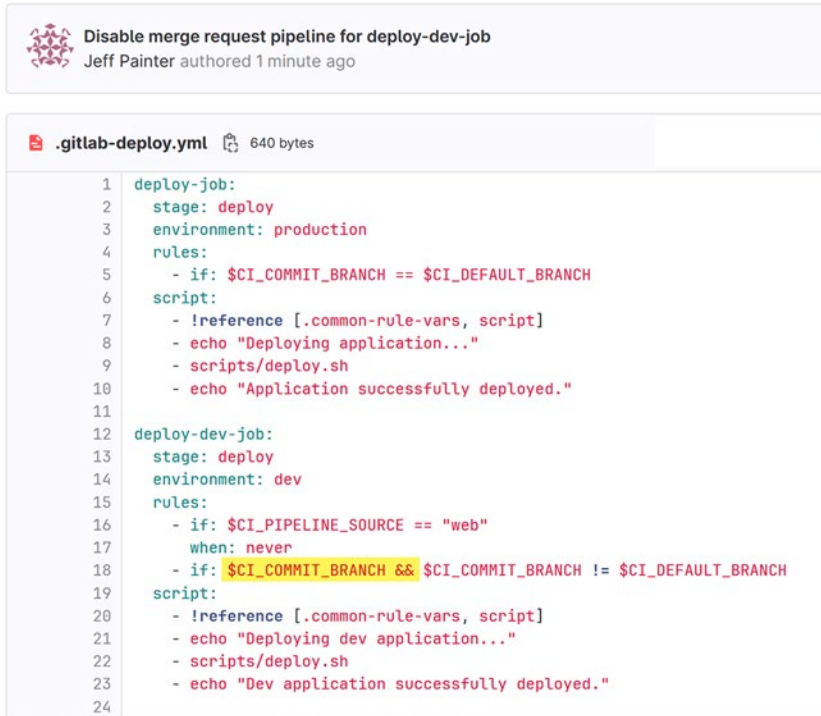 Disable merge request pipeline for deploy-dev-job
Jeff Painter authored 1 minute ago
.gitlab-deploy.yml 640 bytes
1 deploy-job:
2   stage: deploy
3   environment: production
4   rules:
5     - if: $CI_COMMIT_BRANCH == $CI_DEFAULT_BRANCH
6   script:
7     - !reference [.common-rule-vars, script]
8     - echo "Deploying application..."
9     - scripts/deploy.sh
10     - echo "Application successfully deployed."
11
12 deploy-dev-job:
13   stage: deploy
14   environment: dev
15   rules:
16     - if: $CI_PIPELINE_SOURCE == "web"
17       when: never
18     - if: $CI_COMMIT_BRANCH && $CI_COMMIT_BRANCH != $CI_DEFAULT_BRANCH
19   script:
20     - !reference [.common-rule-vars, script]
21     - echo "Deploying dev application..."
22     - scripts/deploy.sh
23     - echo "Dev application successfully deployed."
24